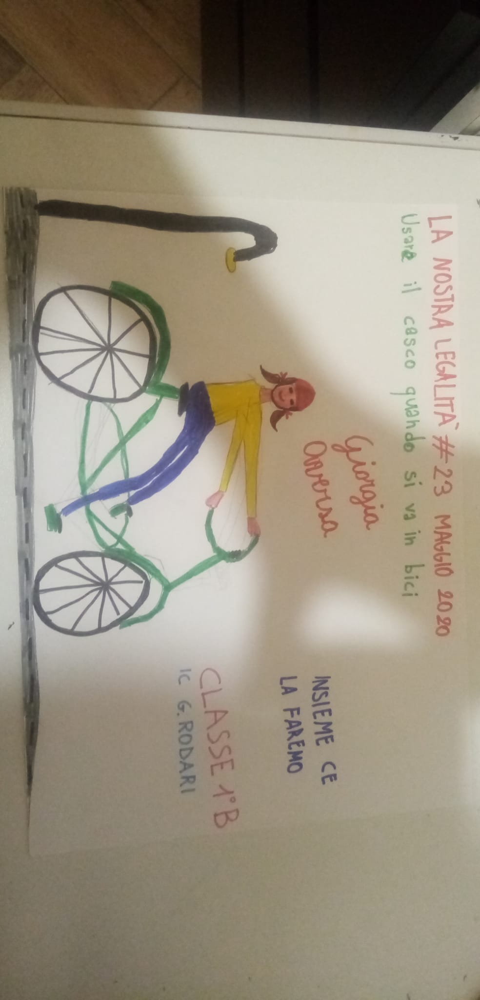 LA NOSTRA LEGALITÀ # 23 MAGGIO 2020
Usare il casco quando si va in bici
Giorgia
Anversa
INSIEME CE
LA FAREMO
CLASSE 1°B
IC G. RODARI